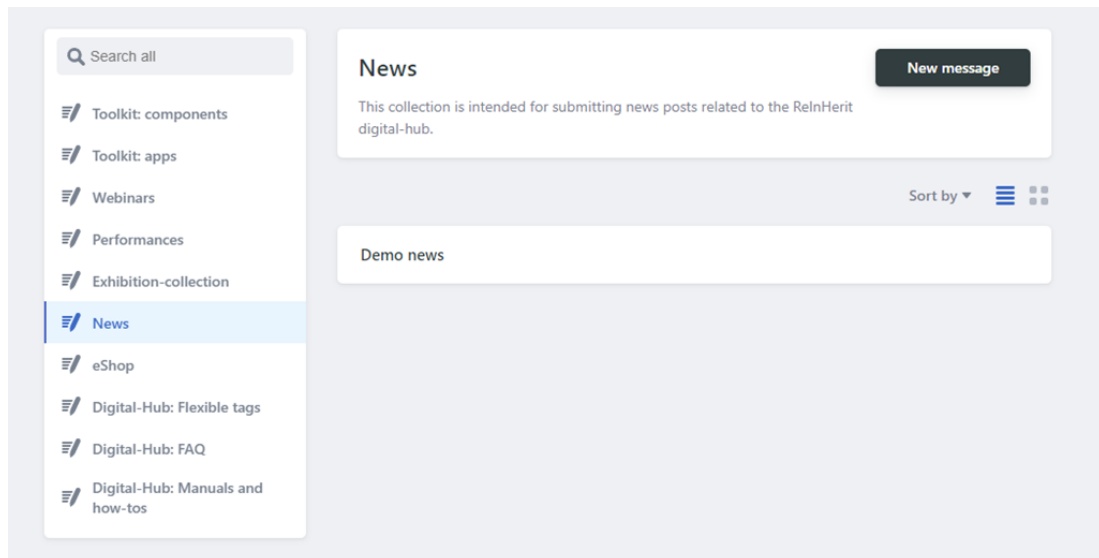 Search all
Toolkit: components
Toolkit: apps
Webinars
Performances
Exhibition-collection
News
eShop
Digital-Hub: Flexible tags
Digital-Hub: FAQ
Digital-Hub: Manuals and
how-tos
News
New message
This collection is intended for submitting news posts related to the ReInHerit
digital-hub.
Sort by
Demo news